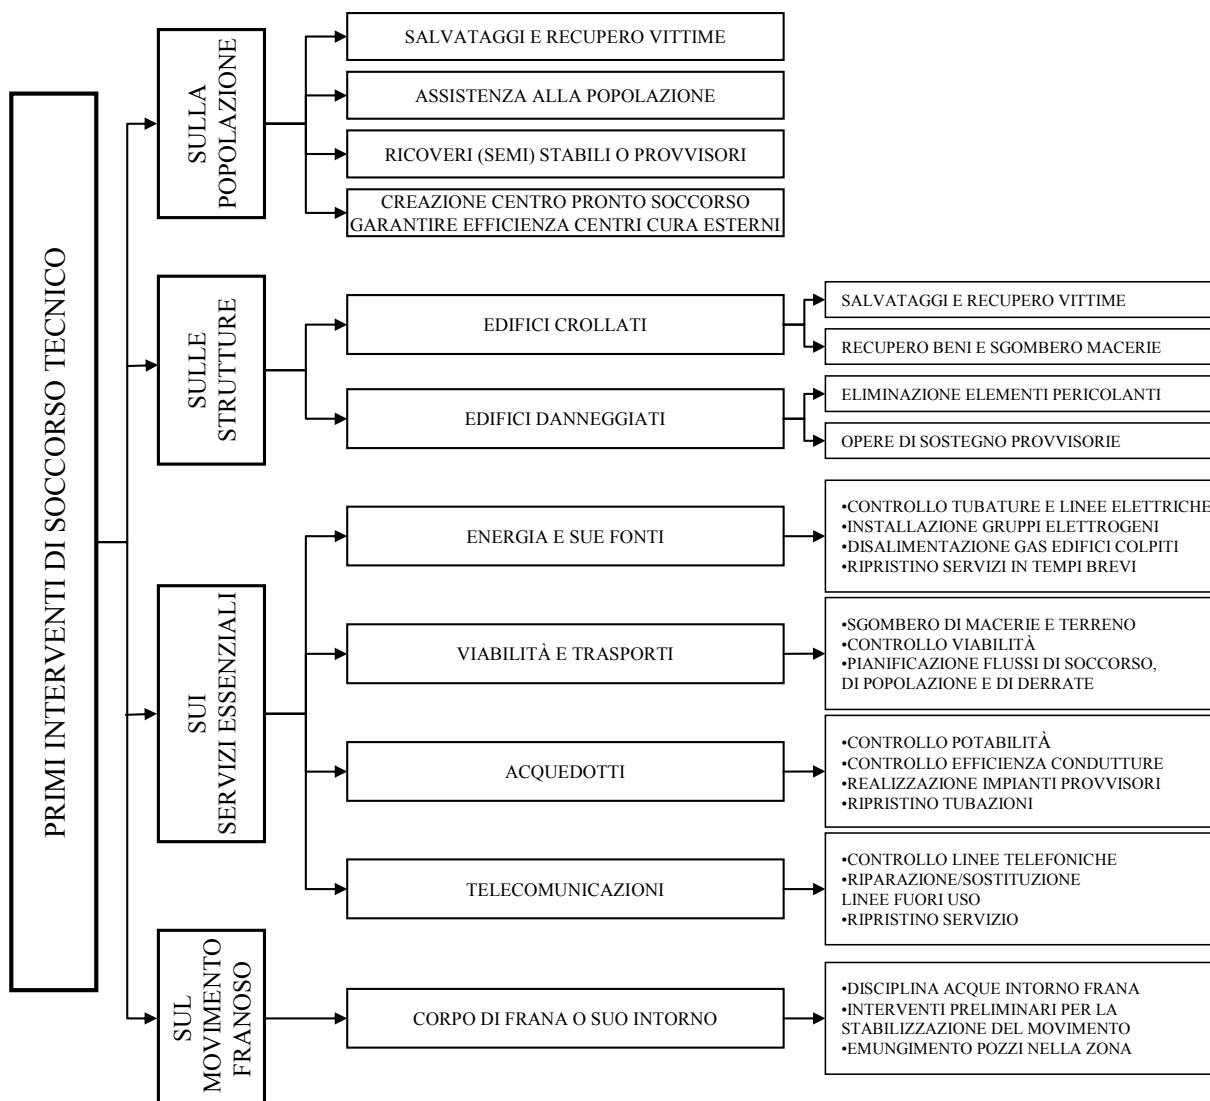 PRIMI INTERVENTI DI SOCCORSO TECNICO
SULLA
POPOLAZIONE
SALVATAGGI E RECUPERO VITTIME
ASSISTENZA ALLA POPOLAZIONE
RICOVERI (SEMI) STABILI O PROVVISORI
CREAZIONE CENTRO PRONTO SOCCORSO
GARANTIRE EFFICIENZA CENTRI CURA ESTERNI
SULLE
STRUTTURE
EDIFICI CROLLATI
SALVATAGGI E RECUPERO VITTIME
RECUPERO BENI E SGOMBERO MACERIE
EDIFICI DANNEGGIATI
ELIMINAZIONE ELEMENTI PERICOLANTI
OPERE DI SOSTEGNO PROVVISORIE
SUI
SERVIZI ESSENZIALI
ENERGIA E SUE FONTI
•CONTROLLO TUBATURE E LINEE ELETTRICHE
•INSTALLAZIONE GRUPPI ELETTROGENI
•DISALIMENTAZIONE GAS EDIFICI COLPITI
•RIPRISTINO SERVIZI IN TEMPI BREVI
VIABILITÀ E TRASPORTI
•SGOMBERO DI MACERIE E TERRENO
•CONTROLLO VIABILITÀ
•PIANIFICAZIONE FLUSSI DI SOCCORSO,
DI POPOLAZIONE E DI DERRATE
ACQUEDOTTI
•CONTROLLO POTABILITÀ
•CONTROLLO EFFICIENZA CONDUTTURE
•REALIZZAZIONE IMPIANTI PROVVISORI
•RIPRISTINO TUBAZIONI
TELECOMUNICAZIONI
•CONTROLLO LINEE TELEFONICHE
•RIPARAZIONE/SOSTITUZIONE
LINEE FUORI USO
•RIPRISTINO SERVIZIO
SUL
MOVIMENTO
FRANOSO
CORPO DI FRANA O SUO INTORNO
•DISCIPLINA ACQUE INTORNO FRANA
•INTERVENTI PRELIMINARI PER LA
STABILIZZAZIONE DEL MOVIMENTO
•EMUNGIMENTO POZZI NELLA ZONA